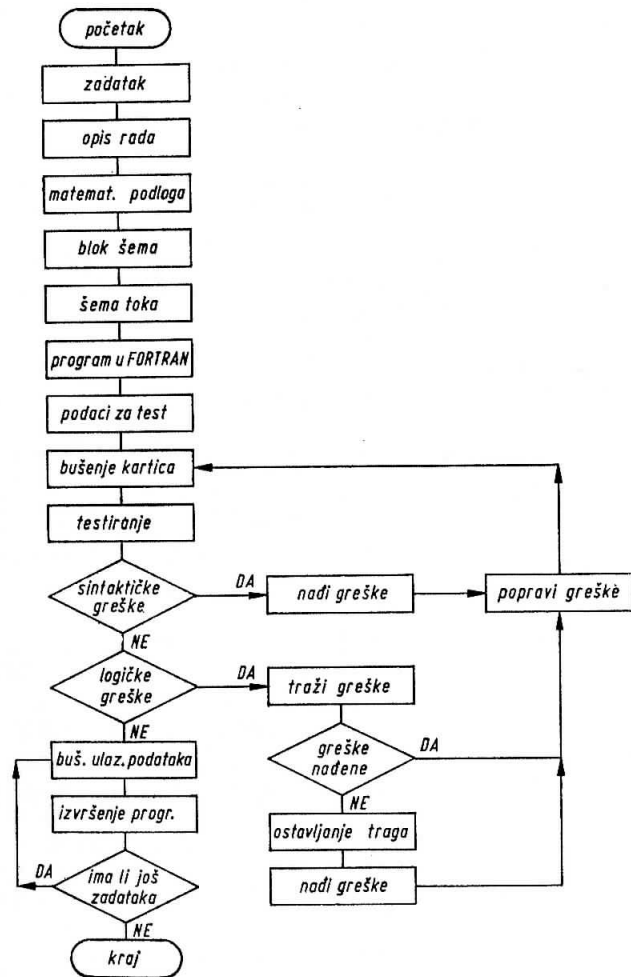 početak
zadatak
opis rada
matemat. podloga
blok šema
šema toka
program u FORTRAN
podaci za test
bušenje kartica
testiranje
sintaktičke
greške
DA
nađi greške
popravi greške
NE
logičke
greške
DA
traži greške
NE
greške
nađene
DA
buš. ulaz. podataka
NE
izvršenje progr.
ostavljanje traga
DA
ima li još
zadataka
nađi greške
NE
kraj